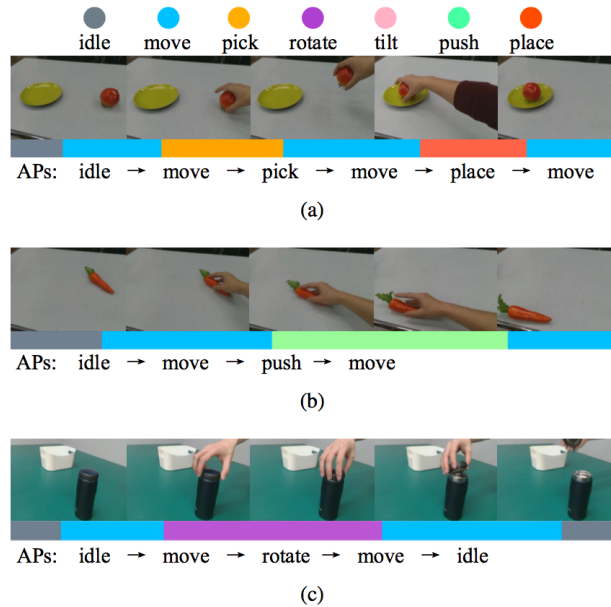 idle move pick rotate tilt push place
APs: idle → move → pick → move → place → move
(a)
APs: idle → move → push → move
(b)
APs: idle → move → rotate → move → idle
(c)